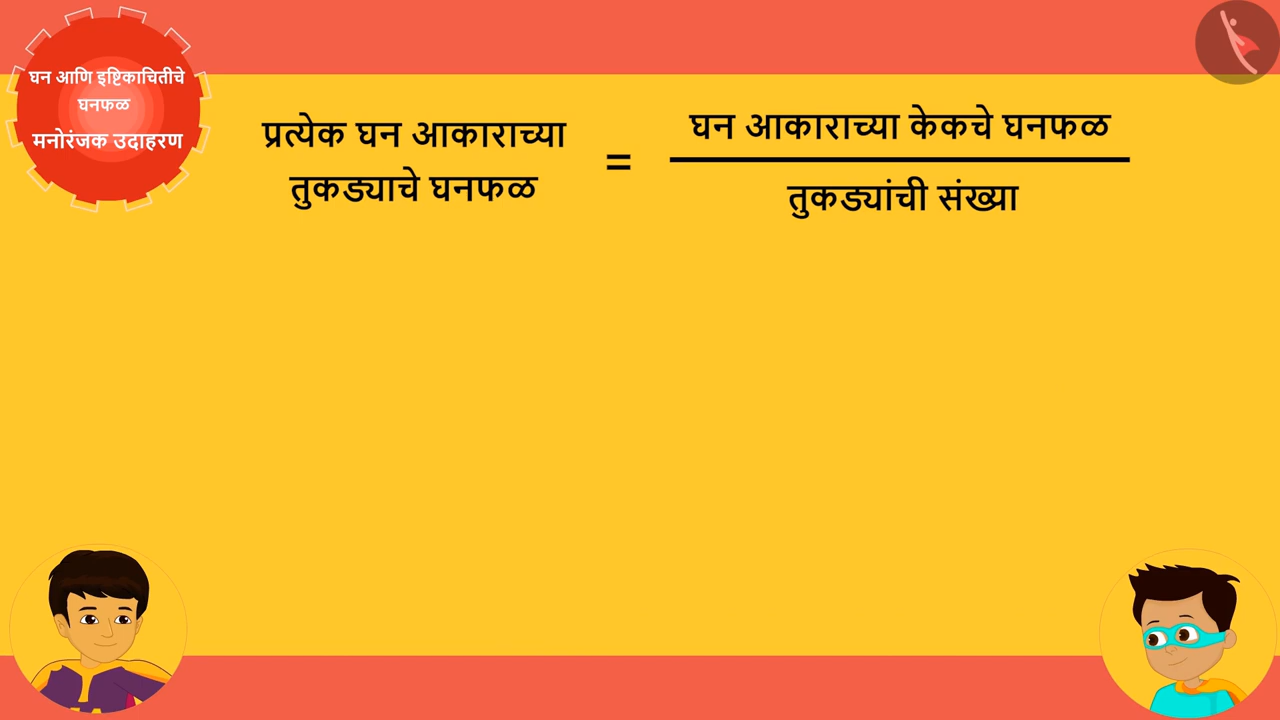 घन आणि इष्टिकाचितीचे
घनफळ
मनोरंजक उदाहरण
प्रत्येक घन आकाराच्या
तुकड्याचे घनफळ
=
घन आकाराच्या केकचे घनफळ
तुकड्यांची संख्या